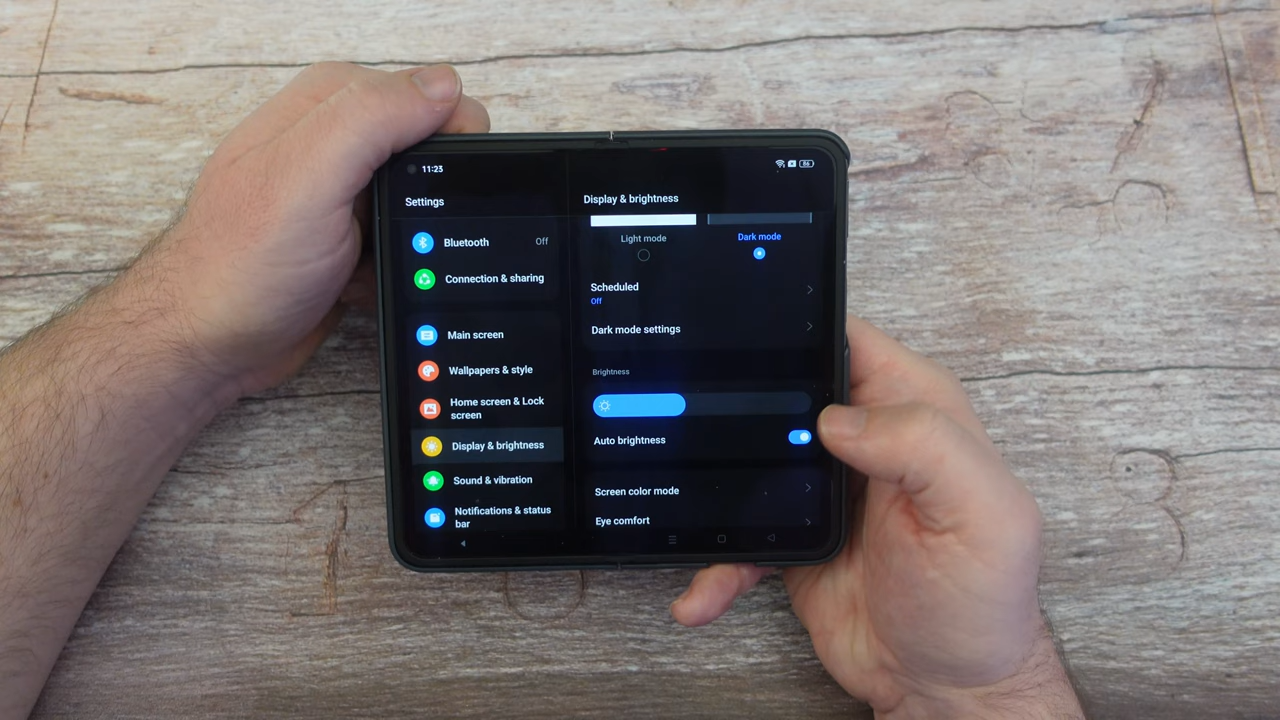 11:23
86
Settings
Bluetooth
Off
Connection & sharing
Main screen
Wallpapers & style
Home screen & Lock
screen
Display & brightness
Sound & vibration
Notifications & status
bar
Display & brightness
Light mode
Dark mode
Scheduled
Off
Dark mode settings
Brightness
Auto brightness
Screen color mode
Eye comfort